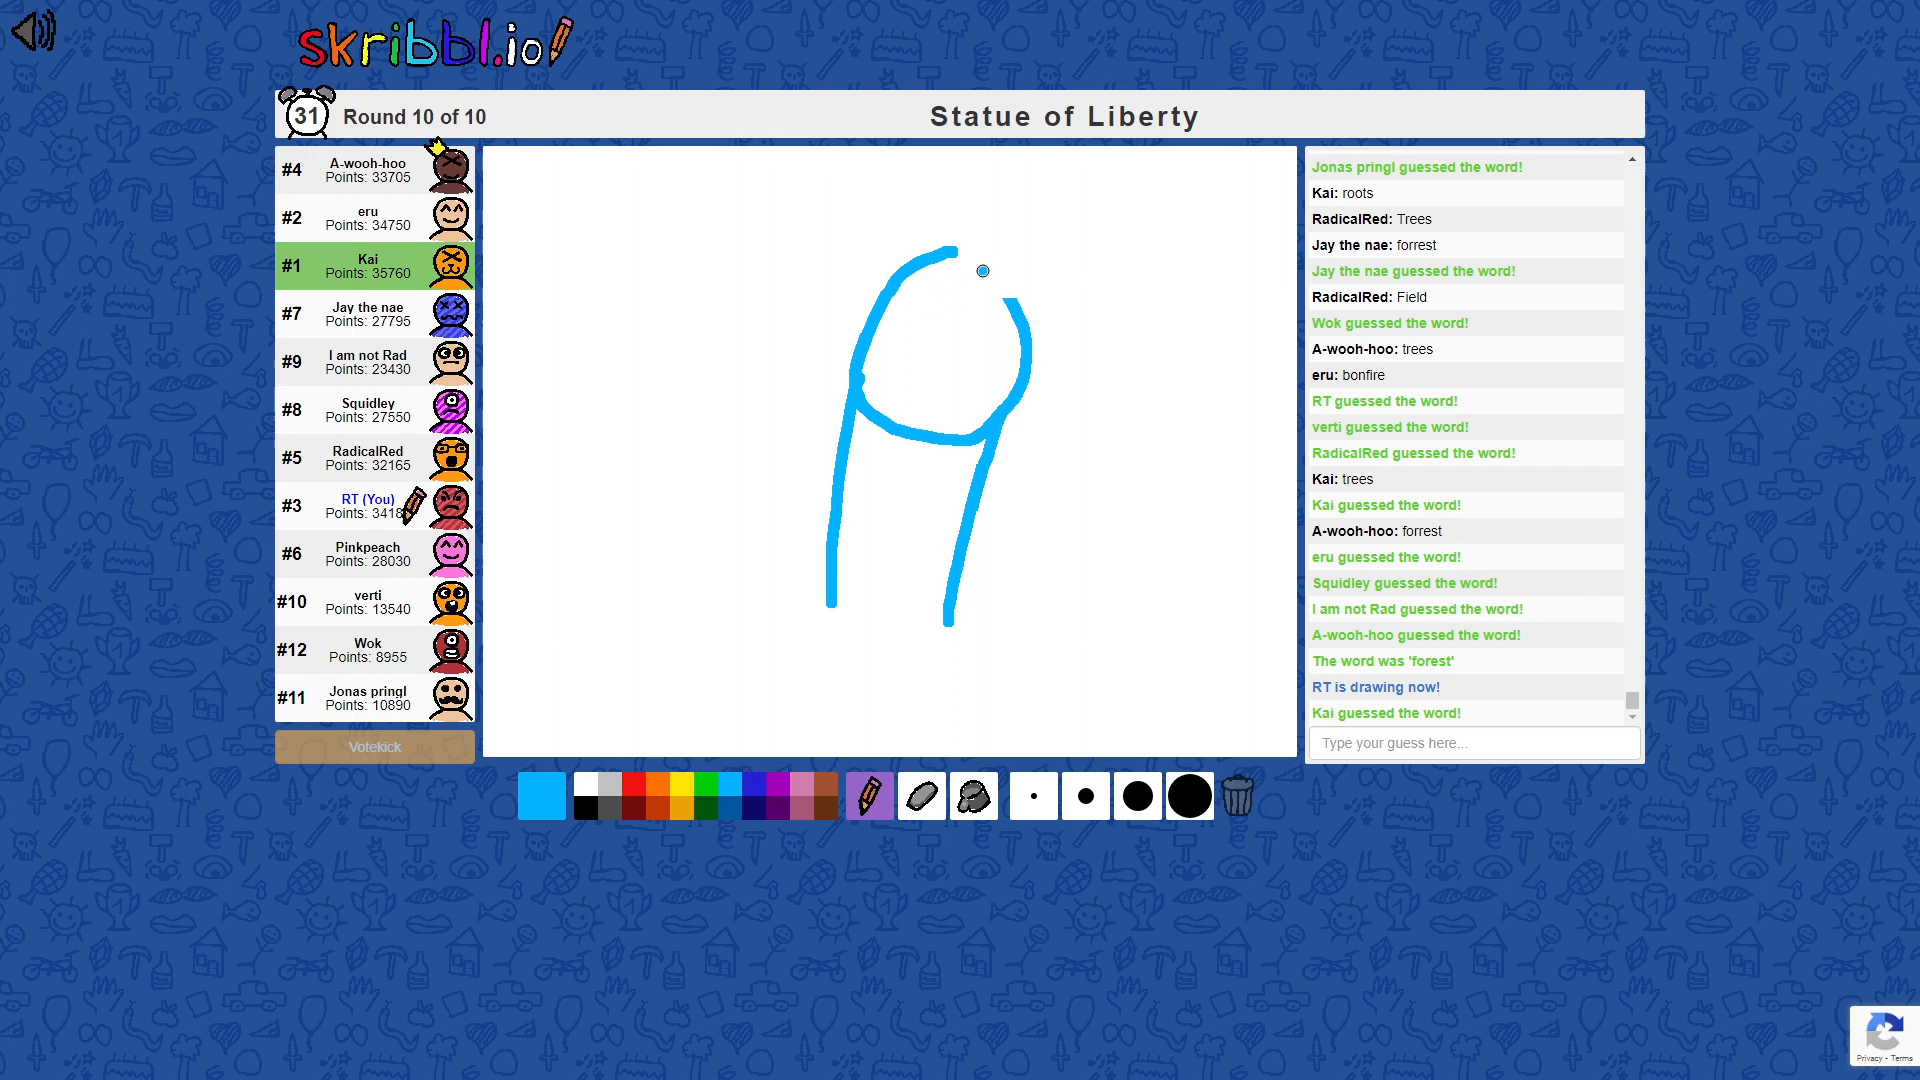 skribbl.io
31
Round 10 of 10
Statue of Liberty
#4
A-wooh-hoo
Points: 33705
#2
eru
Points: 34750
#1
Kai
Points: 35760
#7
Jay the nae
Points: 27795
#9
I am not Rad
Points: 23430
#8
Squidley
Points: 27550
#5
RadicalRed
Points: 32165
#3
RT (You)
Points: 3418
#6
Pinkpeach
Points: 28030
#10
verti
Points: 13540
#12
Wok
Points: 8955
#11
Jonas pringl
Points: 10890
Votekick
Jonas pringl guessed the word!
Kai: roots
RadicalRed: Trees
Jay the nae: forrest
Jay the nae guessed the word!
RadicalRed: Field
Wok guessed the word!
A-wooh-hoo: trees
eru: bonfire
RT guessed the word!
verti guessed the word!
RadicalRed guessed the word!
Kai: trees
Kai guessed the word!
A-wooh-hoo: forrest
eru guessed the word!
Squidley guessed the word!
I am not Rad guessed the word!
A-wooh-hoo guessed the word!
The word was 'forest'
RT is drawing now!
Kai guessed the word!
Type your guess here...
Privacy - Terms